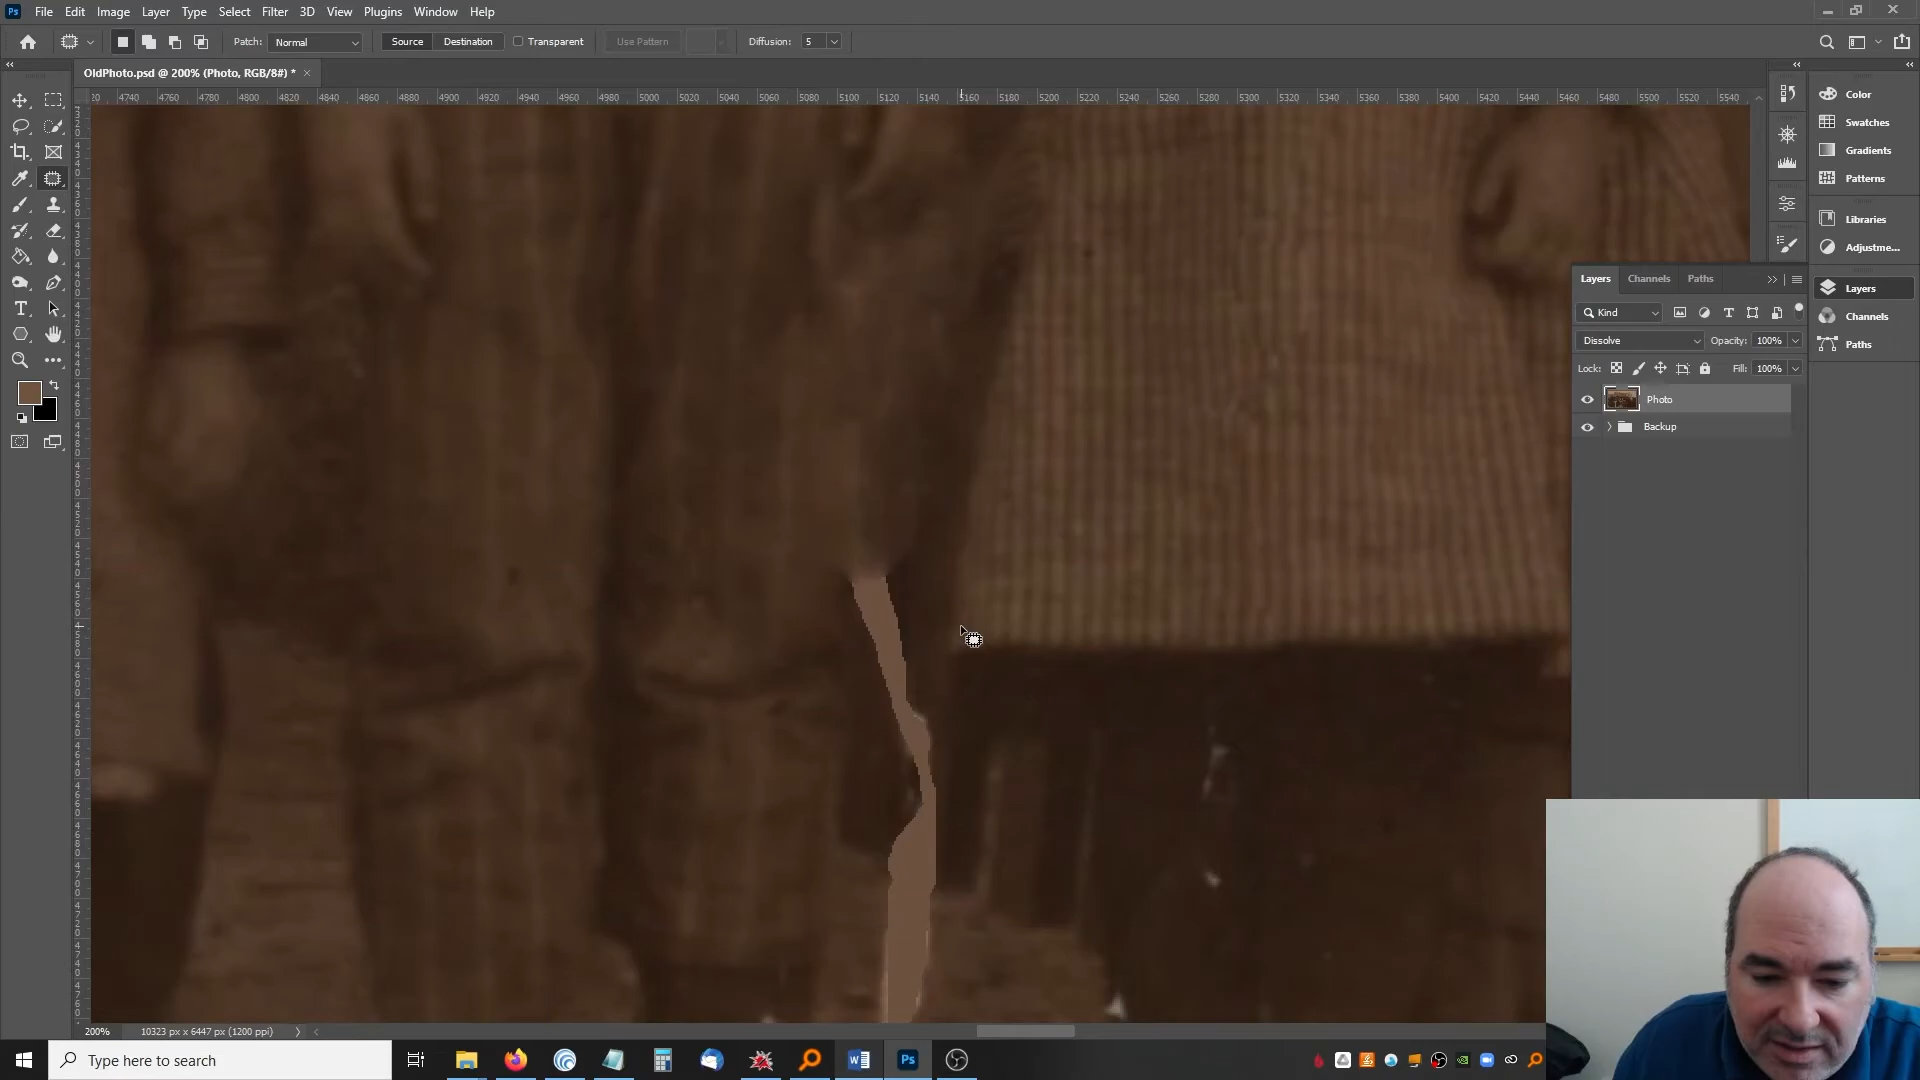 Ps File Edit Image Layer Type Select Filter 3D View Plugins Window Help
Patch: Normal Source Destination Transparent Use Pattern Diffusion: 5
OldPhoto.psd @ 200% (Photo, RGB/8#) * ×
4740 4760 4780 4800 4820 4840 4860 4880 4900 4920 4940 4960 4980 5000 5020 5040 5060 5080 5100 5120 5140 5160 5180 5200 5220 5240 5260 5280 5300 5320 5340 5360 5380 5400 5420 5440 5460 5480 5500 5520 5540
Color
Swatches
Gradients
Patterns
Libraries
Adjustme...
Layers
Channels
Paths
Layers Channels Paths
Kind
Dissolve Opacity: 100%
Lock: Fill: 100%
Photo
Backup
200% 10323 px x 6447 px (1200 ppi)
Type here to search